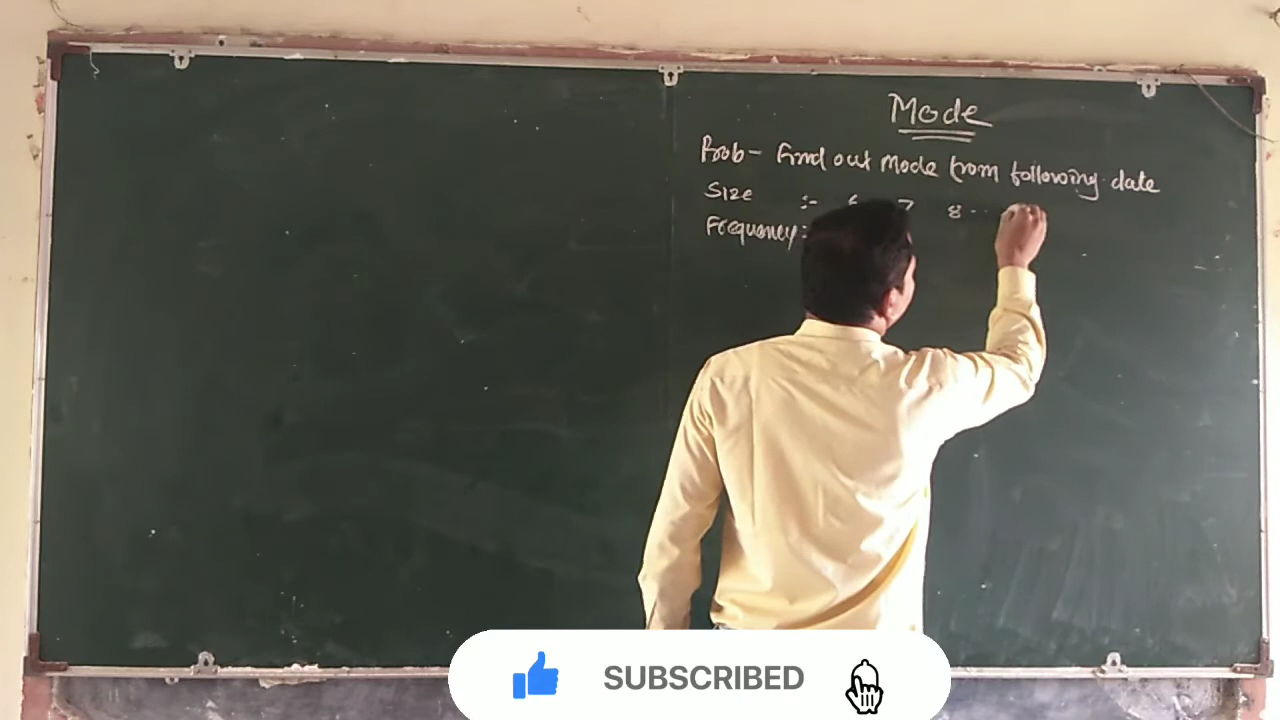 Mode
Prob- Find out Mode from following date
Size :- 6 7 8
Frequency:
SUBSCRIBED